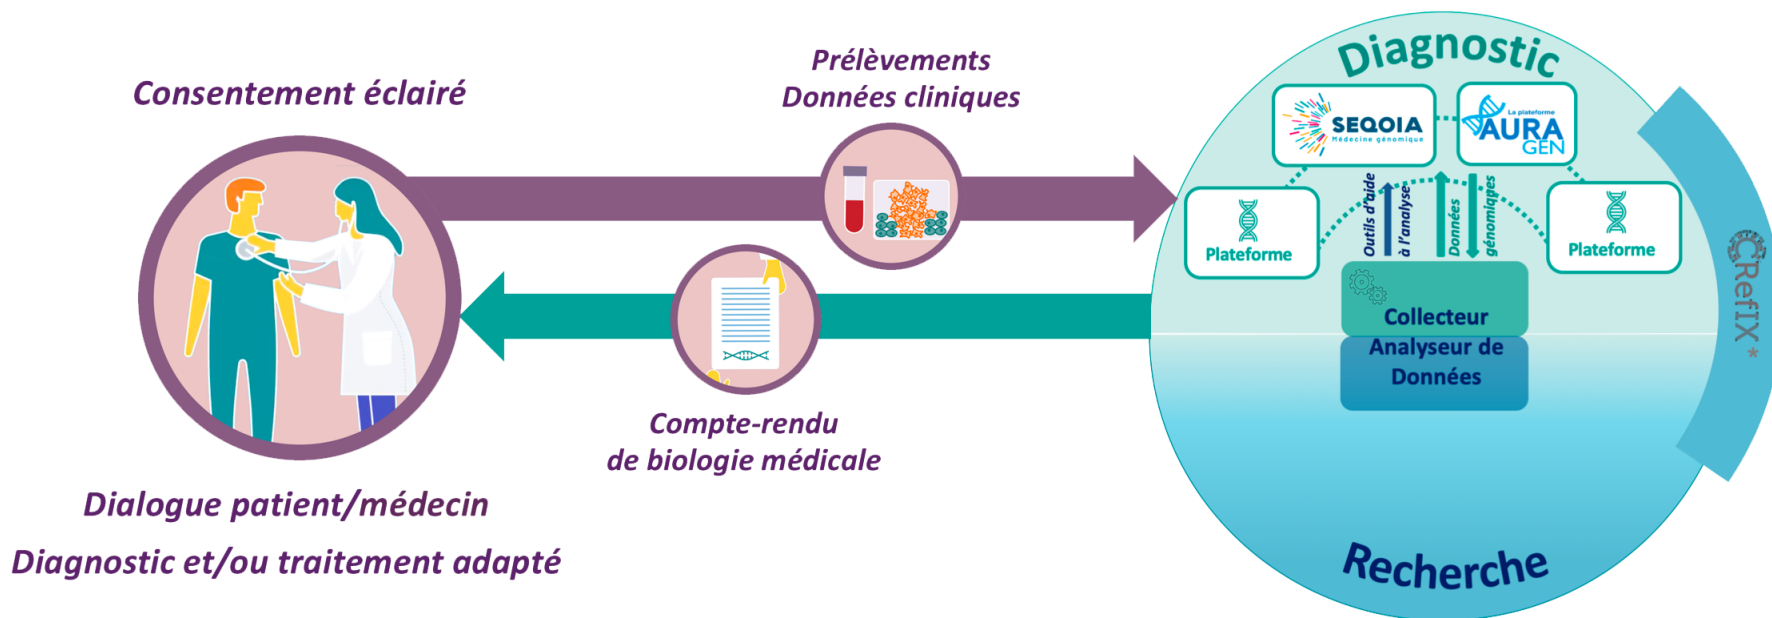 Consentement éclairé
Dialogue patient/médecin
Diagnostic et/ou traitement adapté
Prélèvements
Données cliniques
Compte-rendu
de biologie médicale
Diagnostic
SEQOIA
Médecine génomique
La plateforme
AURA
GEN
Plateforme
Outils d'aide
à l'analyse
Données
génomiques
Plateforme
Collecteur
Analyseur de
Données
Recherche
CRefIX*